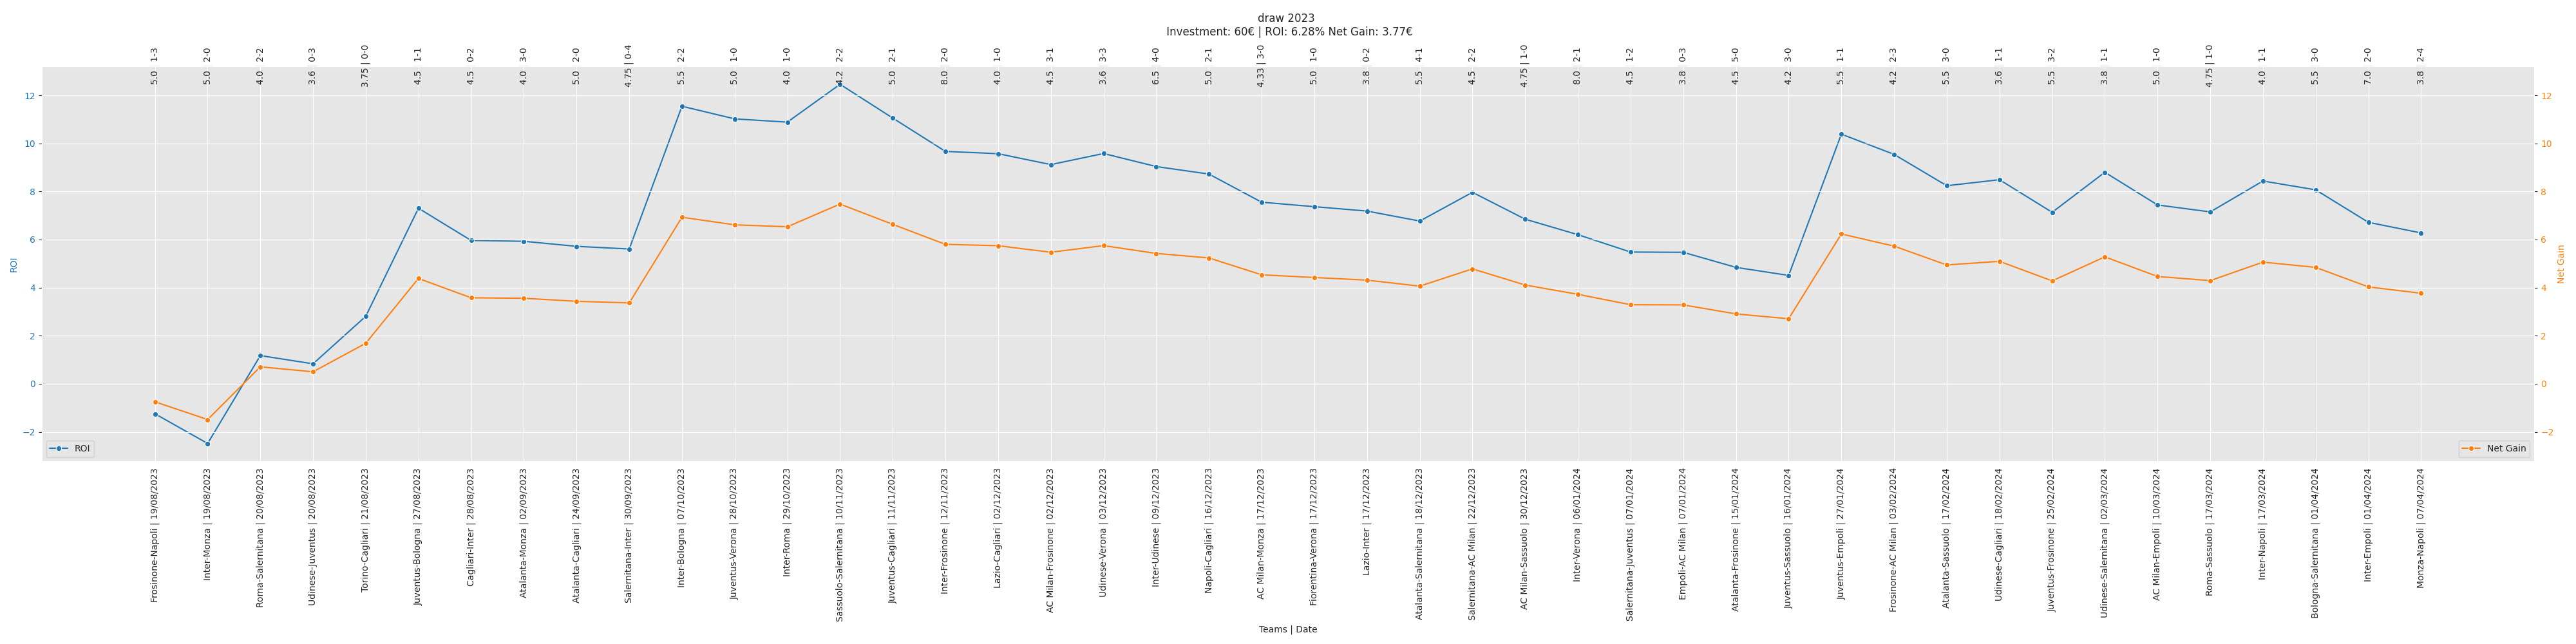 draw 2023
Investment: 60€ | ROI: 6.28% Net Gain: 3.77€
5.0 | 1-3
5.0 | 2-0
4.0 | 2-2
3.6 | 0-3
3.75 | 0-0
4.5 | 1-1
4.5 | 0-2
4.0 | 3-0
5.0 | 2-0
4.75 | 0-4
5.5 | 2-2
5.0 | 1-0
4.0 | 1-0
4.2 | 2-2
5.0 | 2-1
8.0 | 2-0
4.0 | 1-0
4.5 | 3-1
3.6 | 3-3
6.5 | 4-0
5.0 | 2-1
4.33 | 3-0
5.0 | 1-0
3.8 | 0-2
5.5 | 4-1
4.5 | 2-2
4.75 | 1-0
8.0 | 2-1
4.5 | 1-2
3.8 | 0-3
4.5 | 5-0
4.2 | 3-0
5.5 | 1-1
4.2 | 2-3
5.5 | 3-0
3.6 | 1-1
5.5 | 3-2
3.8 | 1-1
5.0 | 1-0
4.75 | 1-0
4.0 | 1-1
5.5 | 3-0
7.0 | 2-0
3.8 | 2-4
12
10
8
6
4
2
0
−2
ROI
12
10
8
6
4
2
0
−2
Net Gain
ROI
Net Gain
Frosinone-Napoli | 19/08/2023
Inter-Monza | 19/08/2023
Roma-Salernitana | 20/08/2023
Udinese-Juventus | 20/08/2023
Torino-Cagliari | 21/08/2023
Juventus-Bologna | 27/08/2023
Cagliari-Inter | 28/08/2023
Atalanta-Monza | 02/09/2023
Atalanta-Cagliari | 24/09/2023
Salernitana-Inter | 30/09/2023
Inter-Bologna | 07/10/2023
Juventus-Verona | 28/10/2023
Inter-Roma | 29/10/2023
Sassuolo-Salernitana | 10/11/2023
Juventus-Cagliari | 11/11/2023
Inter-Frosinone | 12/11/2023
Lazio-Cagliari | 02/12/2023
AC Milan-Frosinone | 02/12/2023
Udinese-Verona | 03/12/2023
Inter-Udinese | 09/12/2023
Napoli-Cagliari | 16/12/2023
AC Milan-Monza | 17/12/2023
Fiorentina-Verona | 17/12/2023
Lazio-Inter | 17/12/2023
Atalanta-Salernitana | 18/12/2023
Salernitana-AC Milan | 22/12/2023
AC Milan-Sassuolo | 30/12/2023
Inter-Verona | 06/01/2024
Salernitana-Juventus | 07/01/2024
Empoli-AC Milan | 07/01/2024
Atalanta-Frosinone | 15/01/2024
Juventus-Sassuolo | 16/01/2024
Juventus-Empoli | 27/01/2024
Frosinone-AC Milan | 03/02/2024
Atalanta-Sassuolo | 17/02/2024
Udinese-Cagliari | 18/02/2024
Juventus-Frosinone | 25/02/2024
Udinese-Salernitana | 02/03/2024
AC Milan-Empoli | 10/03/2024
Roma-Sassuolo | 17/03/2024
Inter-Napoli | 17/03/2024
Bologna-Salernitana | 01/04/2024
Inter-Empoli | 01/04/2024
Monza-Napoli | 07/04/2024
Teams | Date